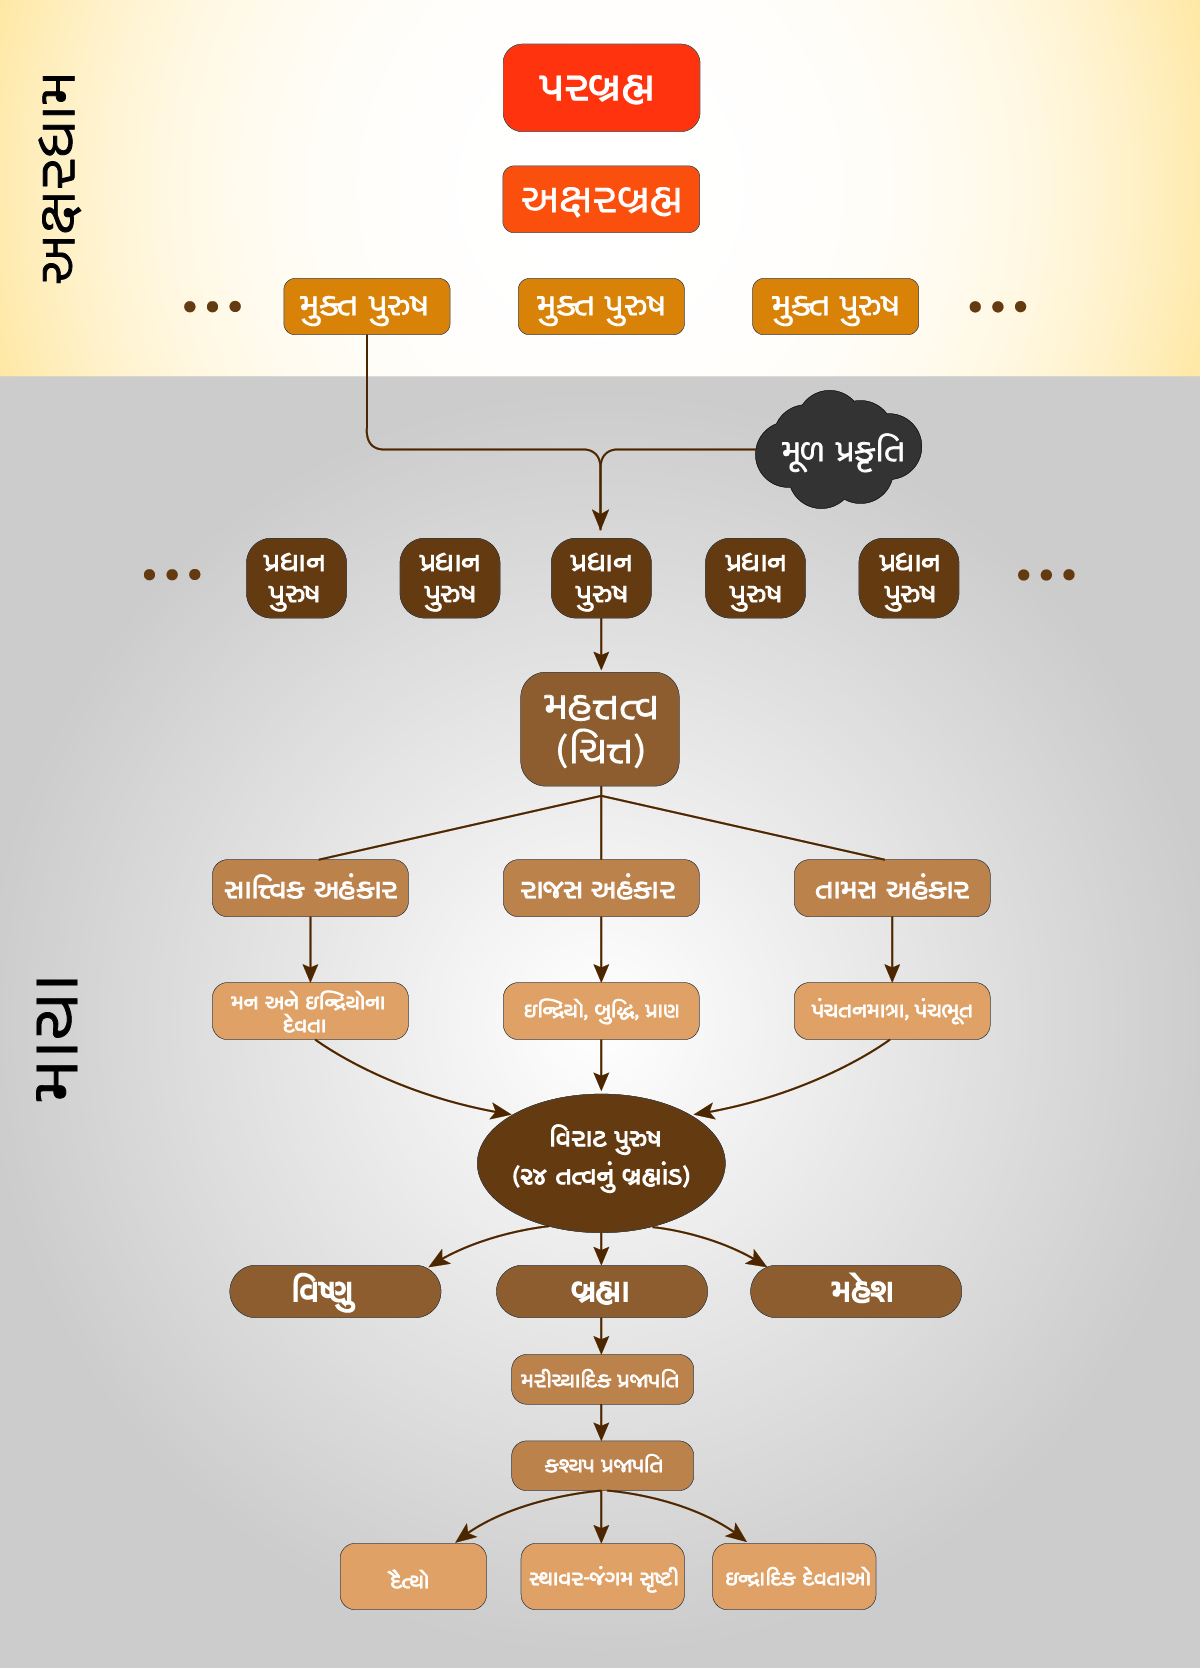 અક્ષરધામ
પરબ્રહ્મ
અક્ષરબ્રહ્મ
મુક્ત પુરુષ
મુક્ત પુરુષ
મુક્ત પુરુષ
મૂળ પ્રકૃતિ
પ્રધાન
પુરુષ
પ્રધાન
પુરુષ
પ્રધાન
પુરુષ
પ્રધાન
પુરુષ
પ્રધાન
પુરુષ
મહત્તત્વ
(ચિત્ત)
માયા
સાત્ત્વિક અહંકાર
રાજસ અહંકાર
તામસ અહંકાર
મન અને ઇન્દ્રિયોના
દેવતા
ઇન્દ્રિયો, બુદ્ધિ, પ્રાણ
પંચતનમાત્રા, પંચભૂત
વિરાટ પુરુષ
(૨૪ તત્વનું બ્રહ્માંડ)
વિષ્ણુ
બ્રહ્મા
મહેશ
મરીચ્યાદિક પ્રજાપતિ
કશ્યપ પ્રજાપતિ
દૈત્યો
સ્થાવર-જંગમ સૃષ્ટી
ઇન્દ્રાદિક દેવતાઓ